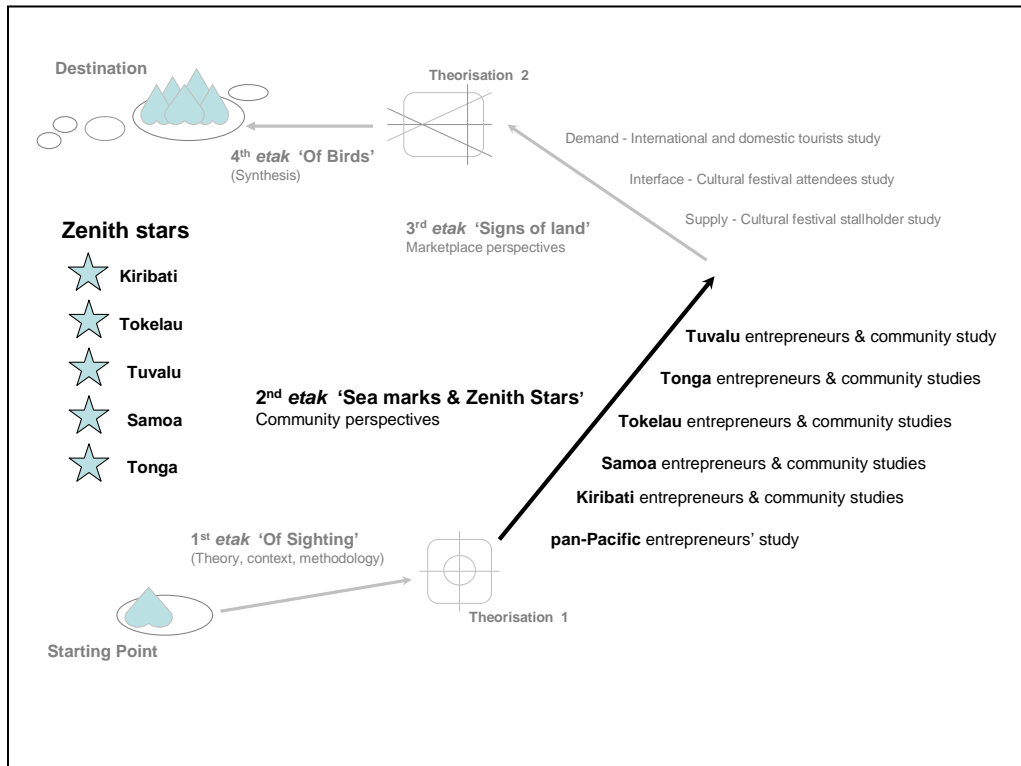 Destination
Theorisation 2
4th etak 'Of Birds'
(Synthesis)
Demand - International and domestic tourists study
Interface - Cultural festival attendees study
Supply - Cultural festival stallholder study
3rd etak 'Signs of land'
Marketplace perspectives
Zenith stars
Kiribati
Tokelau
Tuvalu
Samoa
Tonga
2nd etak 'Sea marks & Zenith Stars'
Community perspectives
Tuvalu entrepreneurs & community study
Tonga entrepreneurs & community studies
Tokelau entrepreneurs & community studies
Samoa entrepreneurs & community studies
Kiribati entrepreneurs & community studies
pan-Pacific entrepreneurs' study
1st etak 'Of Sighting'
(Theory, context, methodology)
Theorisation 1
Starting Point